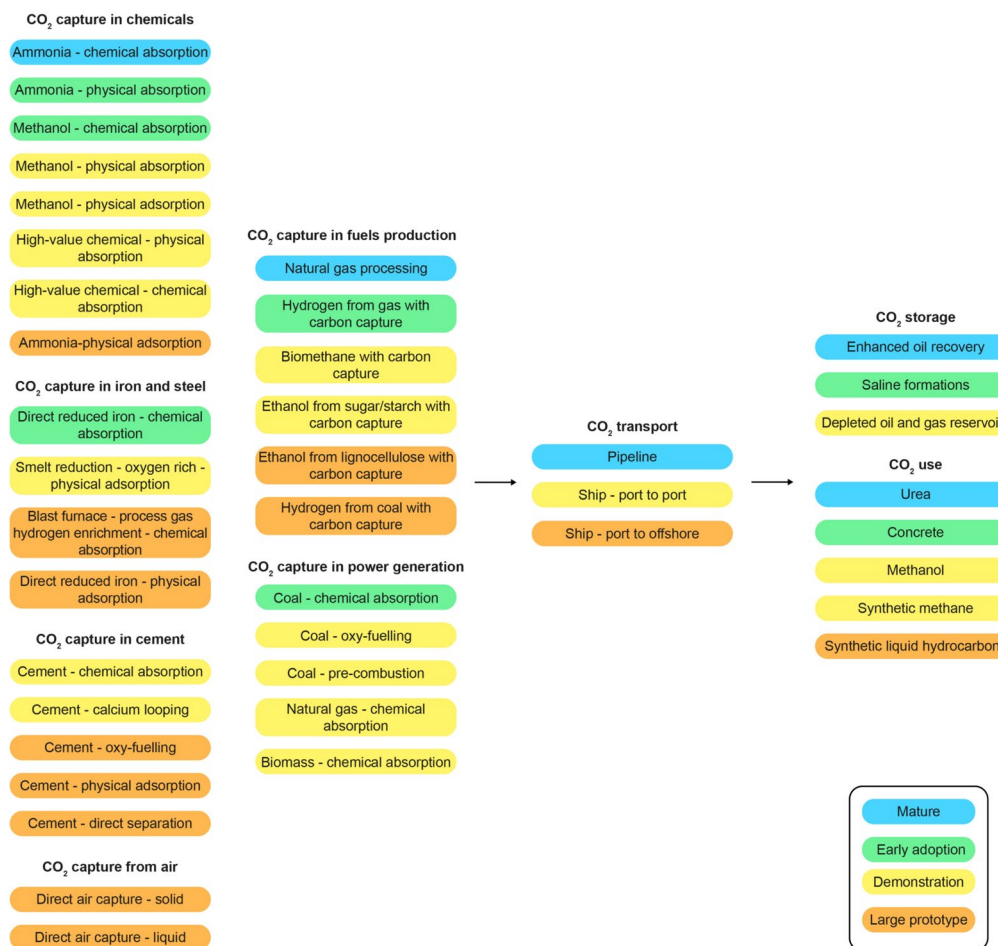 CO₂ capture in chemicals
Ammonia - chemical absorption
Ammonia - physical absorption
Methanol - chemical absorption
Methanol - physical absorption
Methanol - physical adsorption
High-value chemical - physical
absorption
High-value chemical - chemical
absorption
Ammonia-physical adsorption
CO₂ capture in iron and steel
Direct reduced iron - chemical
absorption
Smelt reduction - oxygen rich -
physical adsorption
Blast furnace - process gas
hydrogen enrichment - chemical
absorption
Direct reduced iron - physical
adsorption
CO₂ capture in cement
Cement - chemical absorption
Cement - calcium looping
Cement - oxy-fuelling
Cement - physical adsorption
Cement - direct separation
CO₂ capture from air
Direct air capture - solid
Direct air capture - liquid
CO₂ capture in fuels production
Natural gas processing
Hydrogen from gas with
carbon capture
Biomethane with carbon
capture
Ethanol from sugar/starch with
carbon capture
Ethanol from lignocellulose with
carbon capture
Hydrogen from coal with
carbon capture
CO₂ capture in power generation
Coal - chemical absorption
Coal - oxy-fuelling
Coal - pre-combustion
Natural gas - chemical
absorption
Biomass - chemical absorption
CO₂ transport
Pipeline
Ship - port to port
Ship - port to offshore
CO₂ storage
Enhanced oil recovery
Saline formations
Depleted oil and gas reservoi
CO₂ use
Urea
Concrete
Methanol
Synthetic methane
Synthetic liquid hydrocarbon
Mature
Early adoption
Demonstration
Large prototype